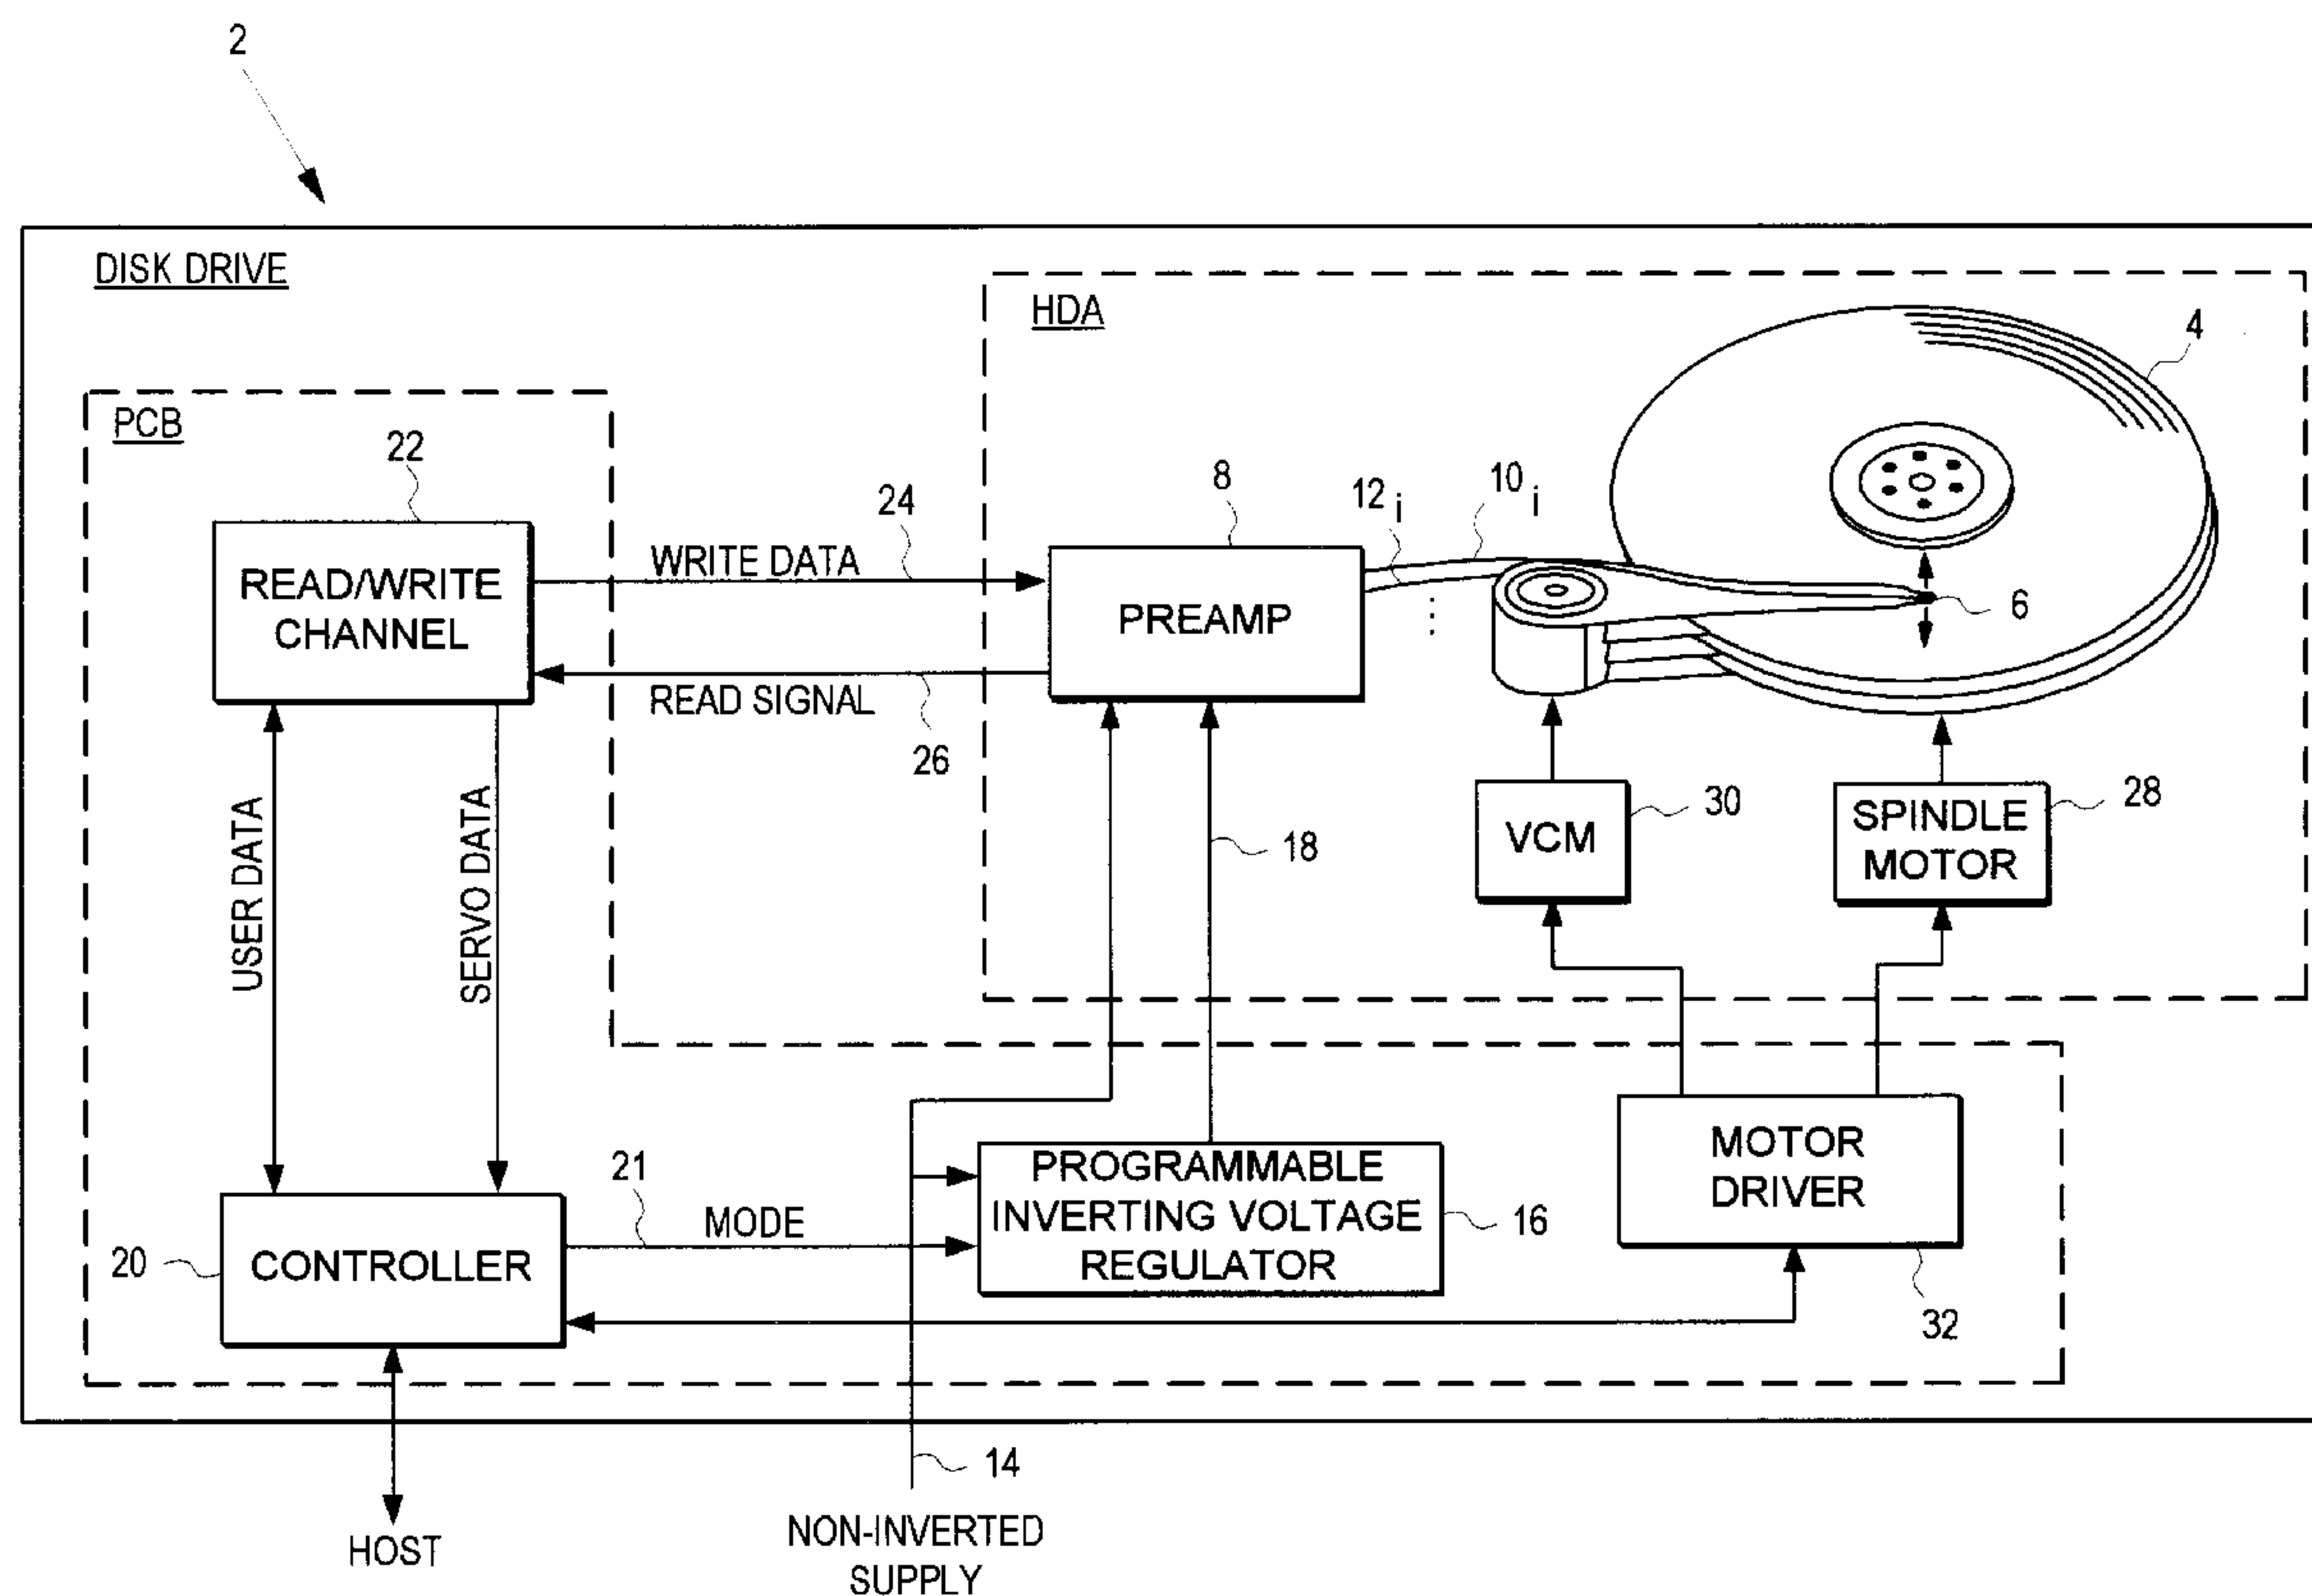 2
DISK DRIVE
HDA
4
PCB
22
24
8
12i
10i
READ/WRITE
CHANNEL
WRITE DATA
PREAMP
6
READ SIGNAL
26
USER DATA
SERVO DATA
18
VCM
30
SPINDLE
MOTOR
28
MOTOR
DRIVER
32
21
MODE
PROGRAMMABLE
INVERTING VOLTAGE
REGULATOR
16
20
CONTROLLER
14
HOST
NON-INVERTED
SUPPLY